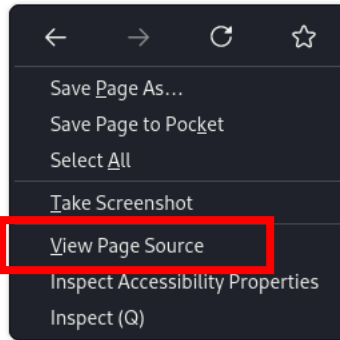 Save Page As...
Save Page to Pocket
Select All
Take Screenshot
View Page Source
Inspect Accessibility Properties
Inspect (Q)